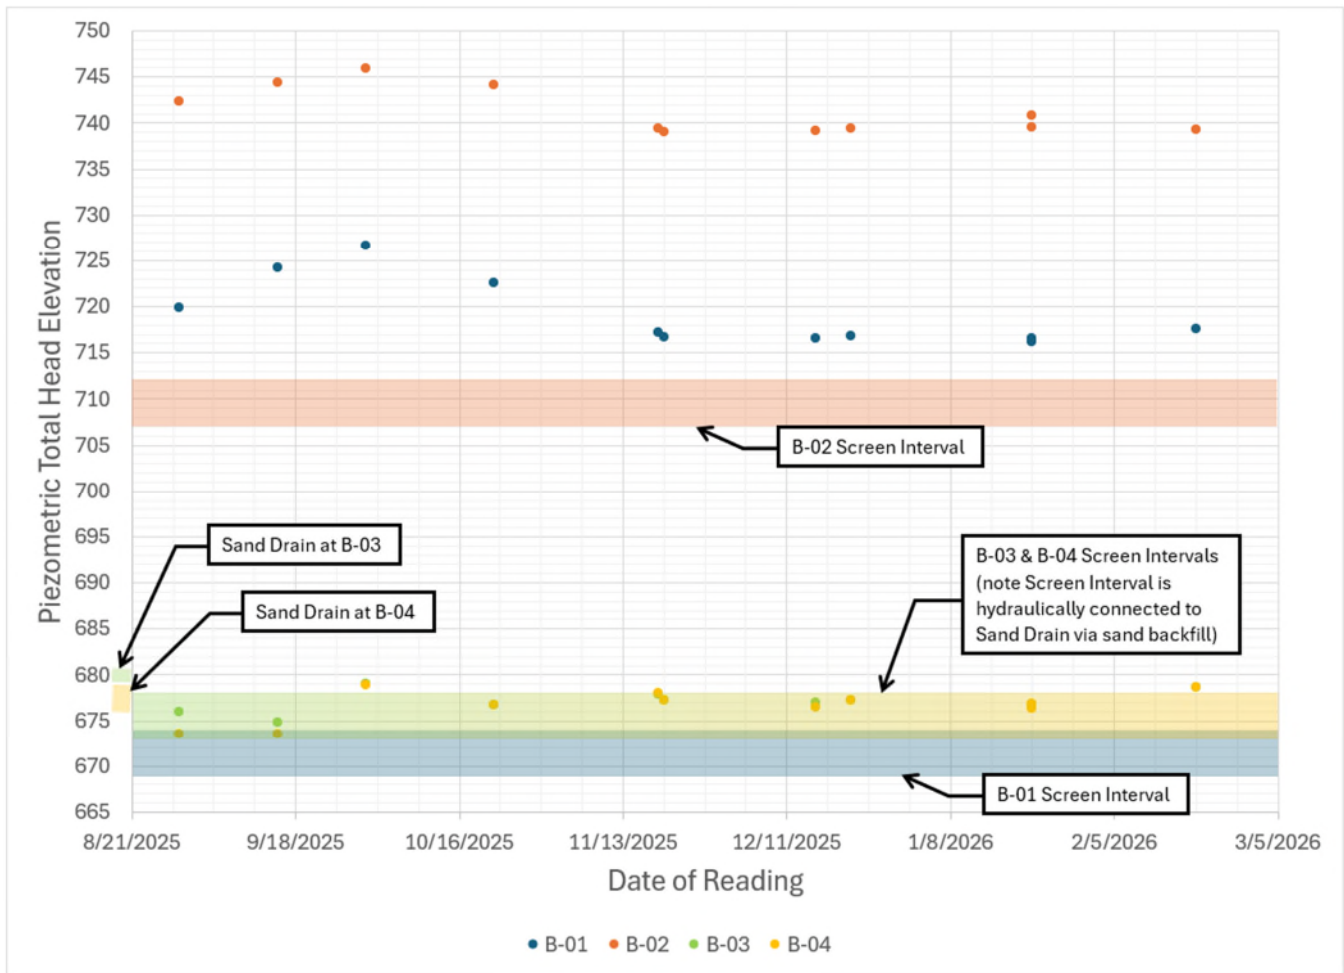 750
745
740
735
730
725
720
715
710
705
700
695
690
685
680
675
670
665
Piezometric Total Head Elevation
B-02 Screen Interval
Sand Drain at B-03
Sand Drain at B-04
B-03 & B-04 Screen Intervals
(note Screen Interval is
hydraulically connected to
Sand Drain via sand backfill)
B-01 Screen Interval
8/21/2025 9/18/2025 10/16/2025 11/13/2025 12/11/2025 1/8/2026 2/5/2026 3/5/2026
Date of Reading
B-01 B-02 B-03 B-04